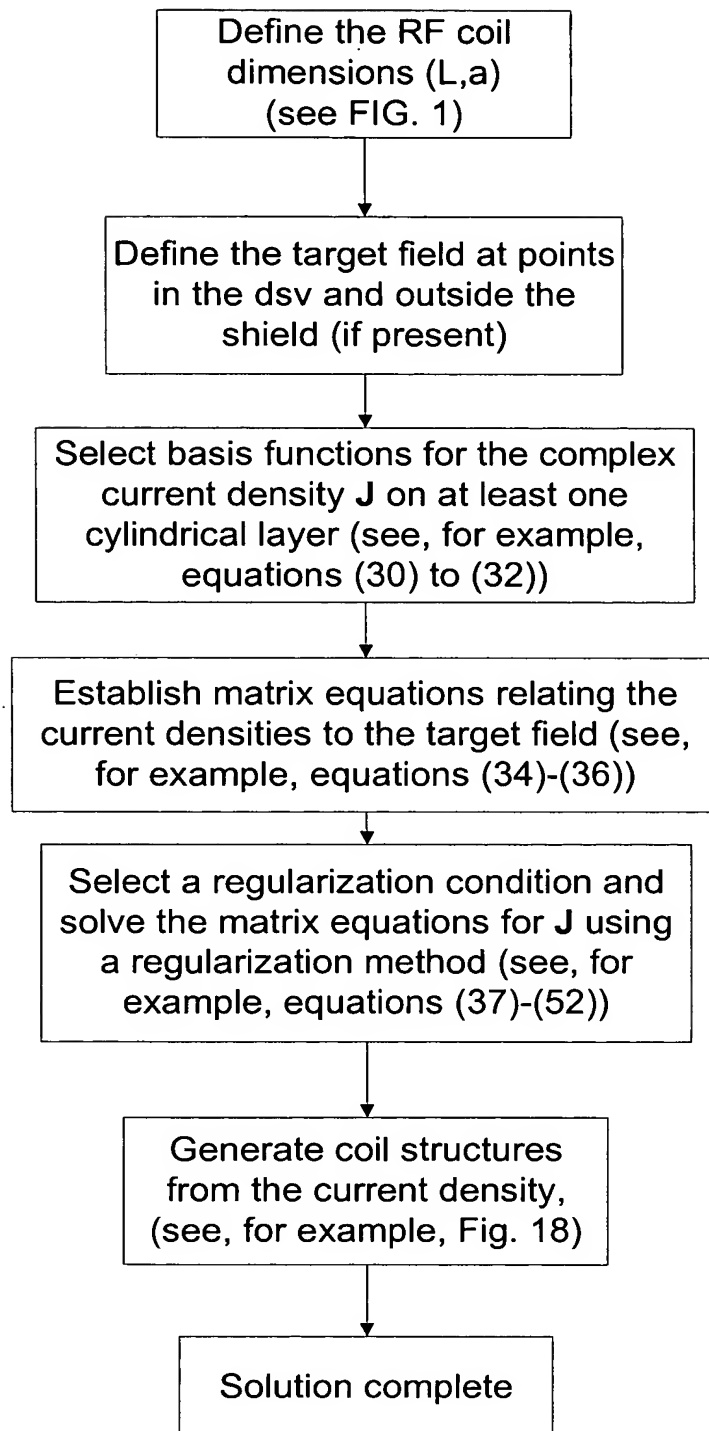 Define the RF coil
dimensions (L,a)
(see FIG. 1)
Define the target field at points
in the dsv and outside the
shield (if present)
Select basis functions for the complex
current density J on at least one
cylindrical layer (see, for example,
equations (30) to (32))
Establish matrix equations relating the
current densities to the target field (see,
for example, equations (34)-(36))
Select a regularization condition and
solve the matrix equations for J using
a regularization method (see, for
example, equations (37)-(52))
Generate coil structures
from the current density,
(see, for example, Fig. 18)
Solution complete